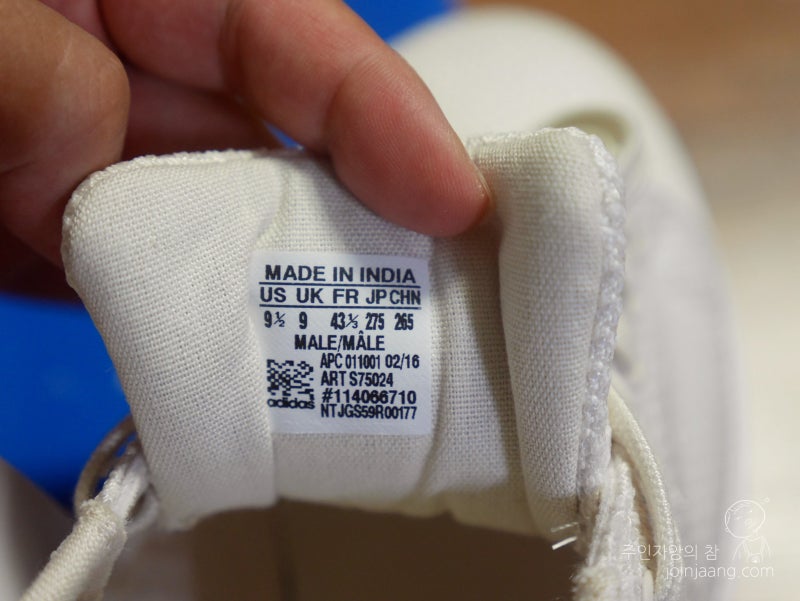 MADE IN INDIA
US UK FR JP CHN
9½ 9 43⅓ 275 265
MALE/MÂLE
APC 011001 02/16
ART S75024
#114066710
adidas NTJGS59R00177
주인자앙의 참
joinjaang.com